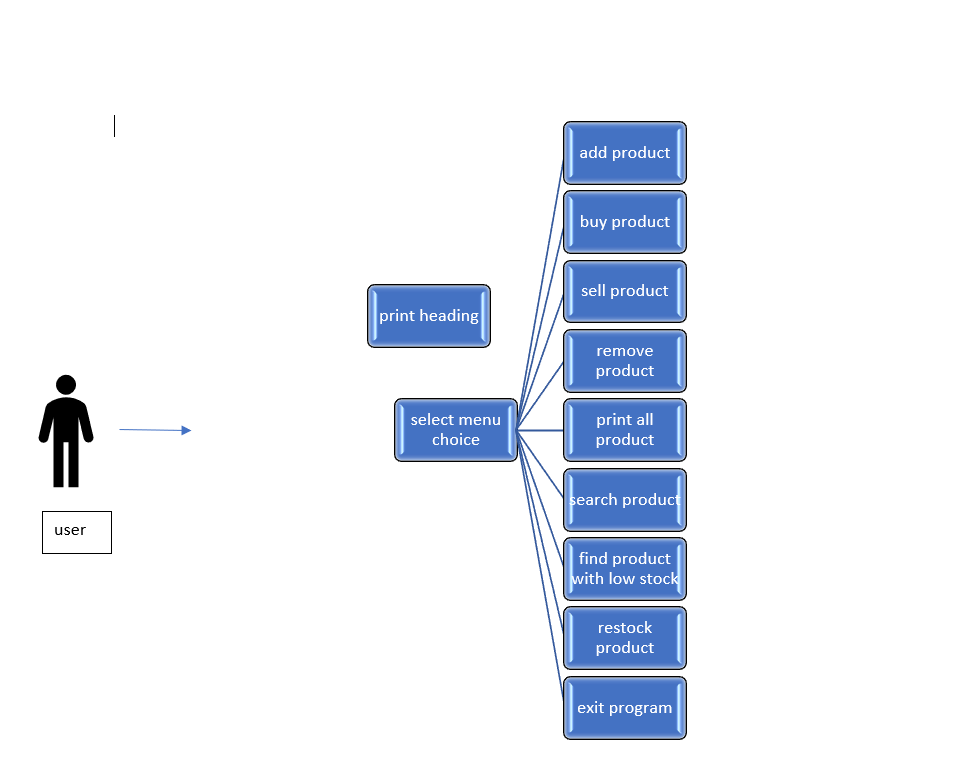 add product
buy product
sell product
print heading
remove
product
select menu
choice
print all
product
search product
user
find product
with low stock
restock
product
exit program